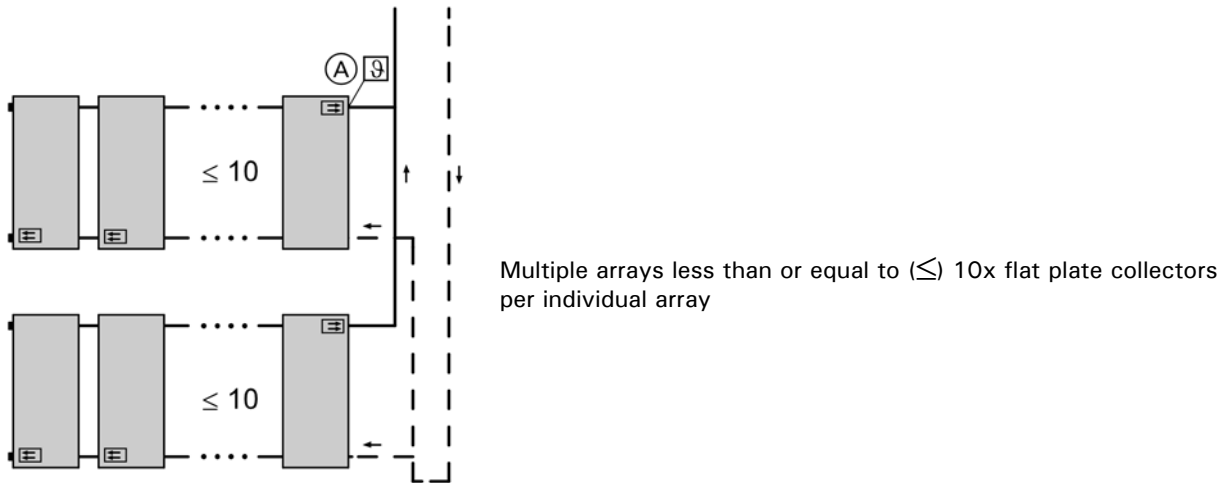 A ϑ
≤ 10
Multiple arrays less than or equal to (≤) 10x flat plate collectors
per individual array
≤ 10